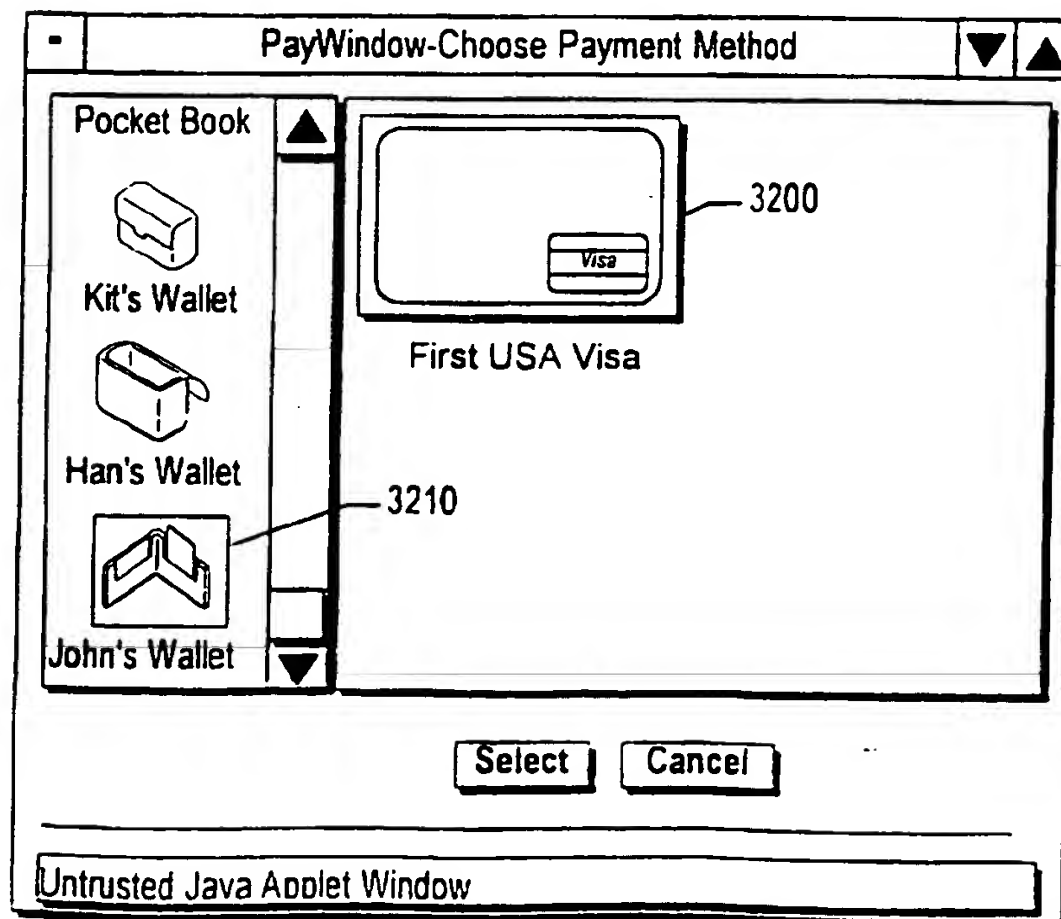 PayWindow-Choose Payment Method
Pocket Book
Kit's Wallet
Han's Wallet
John's Wallet
Visa
3200
First USA Visa
3210
Select
Cancel
Untrusted Java Applet Window